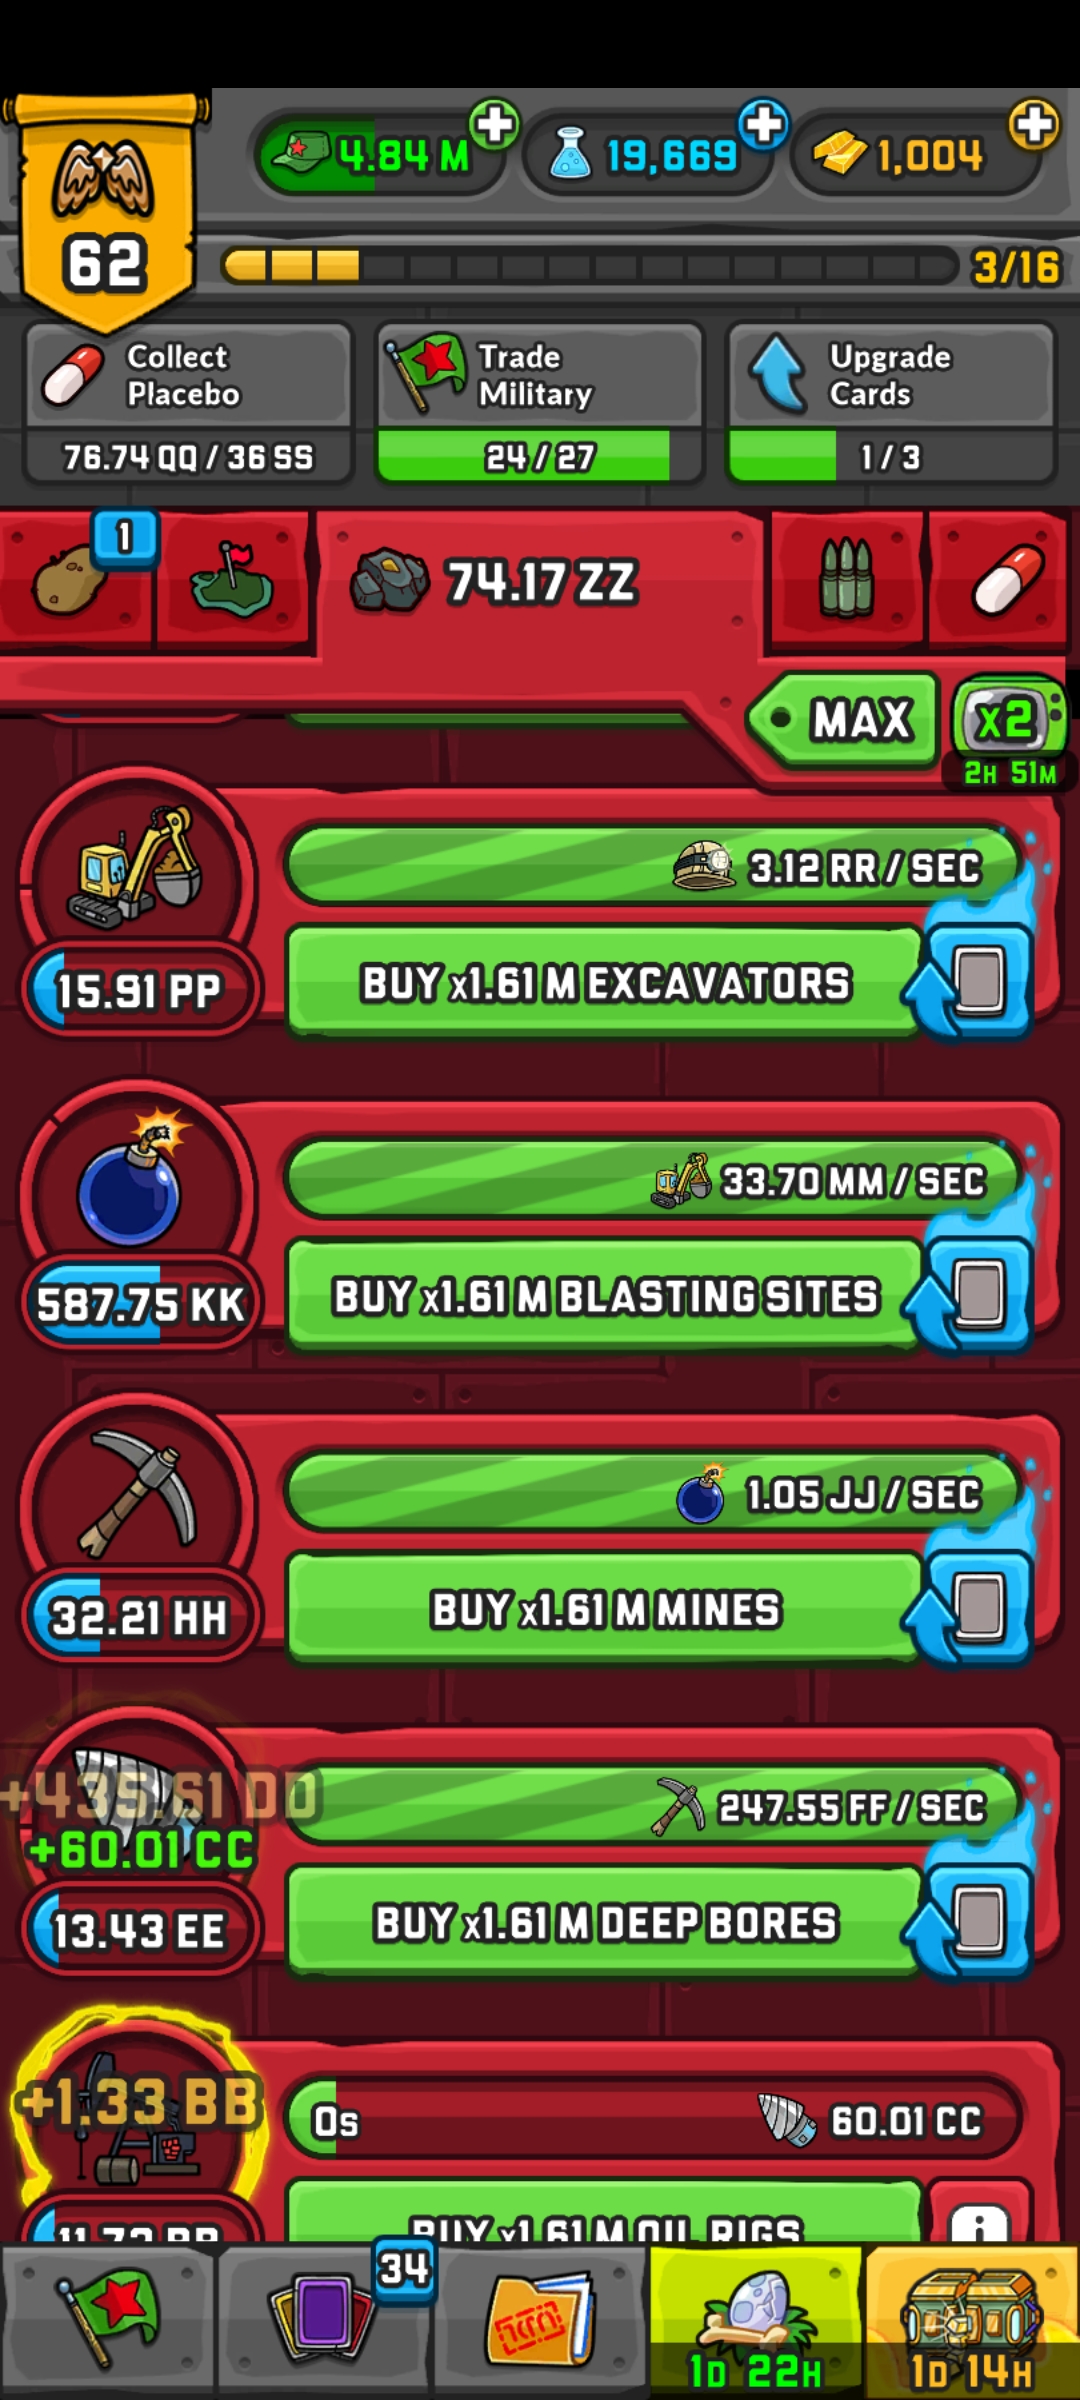 4.84 M
19,669
1,004
62
3/16
Collect
Placebo
76.74 QQ / 36 SS
Trade
Military
24 / 27
Upgrade
Cards
1 / 3
1
74.17 ZZ
MAX
x2
2H 51M
3.12 RR / SEC
15.91 PP
BUY x1.61 M EXCAVATORS
33.70 MM / SEC
587.75 KK
BUY x1.61 M BLASTING SITES
1.05 JJ / SEC
32.21 HH
BUY x1.61 M MINES
+435.61 DD
+60.01 CC
247.55 FF / SEC
13.43 EE
BUY x1.61 M DEEP BORES
+1.33 BB
0s
60.01 CC
BUY x1.61 M OIL RIGS
i
34
1D 22H
1D 14H